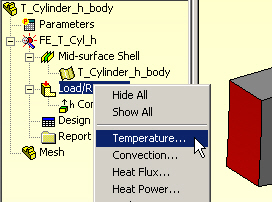 T_Cylinder_h_body
Parameters
FE_T_Cyl_h
Mid-surface Shell
T_Cylinder_h_body
Load/R
Hide All
Con
Show All
Design
Report
Temperature...
Mesh
Convection...
Heat Flux...
Heat Power...